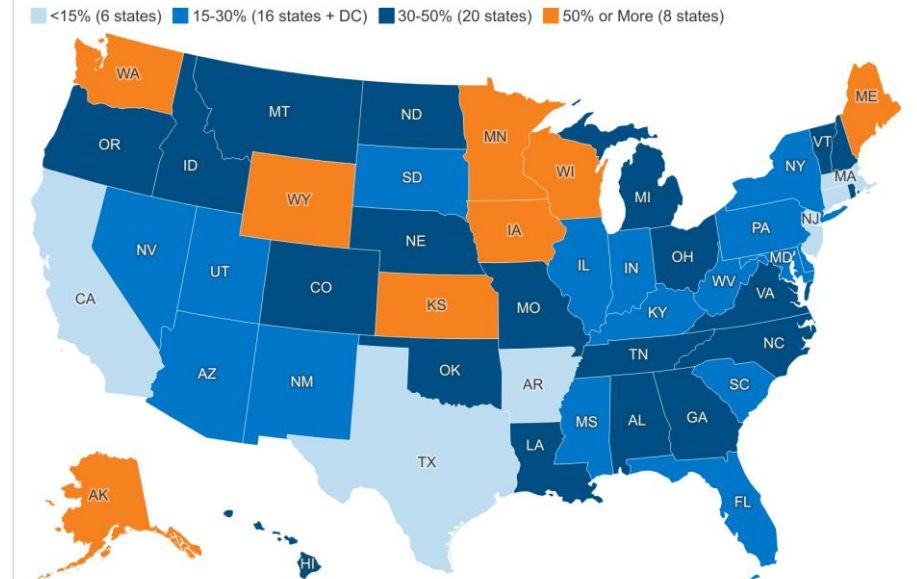 <15% (6 states) 15-30% (16 states + DC) 30-50% (20 states) 50% or More (8 states)
WA
ME
MT
ND
MN
VT
OR
ID
SD
WI
NY
MA
WY
MI
NJ
NE
IA
PA
NV
OH
UT
IL
IN
MD
CO
WV
CA
KS
MO
VA
KY
NC
TN
AZ
NM
OK
AR
SC
MS
AL
GA
LA
TX
AK
FL
HI